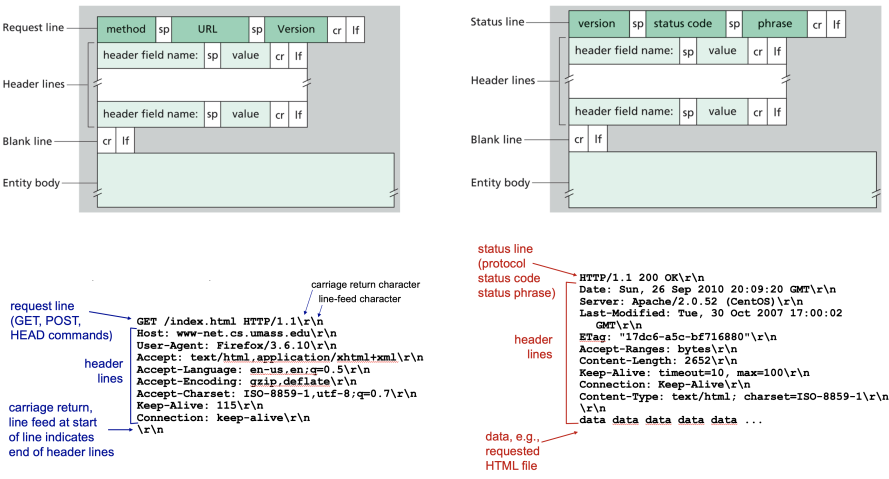 Request line
method sp URL sp Version cr lf
header field name: sp value cr lf
Header lines
header field name: sp value cr lf
Blank line
cr lf
Entity body
Status line
version sp status code sp phrase cr lf
header field name: sp value cr lf
Header lines
header field name: sp value cr lf
Blank line
cr lf
Entity body
carriage return character
line-feed character
request line
(GET, POST,
HEAD commands)
header
lines
carriage return,
line feed at start
of line indicates
end of header lines
GET /index.html HTTP/1.1\r\n
Host: www-net.cs.umass.edu\r\n
User-Agent: Firefox/3.6.10\r\n
Accept: text/html,application/xhtml+xml\r\n
Accept-Language: en-us,en;q=0.5\r\n
Accept-Encoding: gzip,deflate\r\n
Accept-Charset: ISO-8859-1,utf-8;q=0.7\r\n
Keep-Alive: 115\r\n
Connection: keep-alive\r\n
\r\n
status line
(protocol
status code
status phrase)
header
lines
data, e.g.,
requested
HTML file
HTTP/1.1 200 OK\r\n
Date: Sun, 26 Sep 2010 20:09:20 GMT\r\n
Server: Apache/2.0.52 (CentOS)\r\n
Last-Modified: Tue, 30 Oct 2007 17:00:02
GMT\r\n
ETag: "17dc6-a5c-bf716880"\r\n
Accept-Ranges: bytes\r\n
Content-Length: 2652\r\n
Keep-Alive: timeout=10, max=100\r\n
Connection: Keep-Alive\r\n
Content-Type: text/html; charset=ISO-8859-1\r\n
\r\n
data data data data data ...